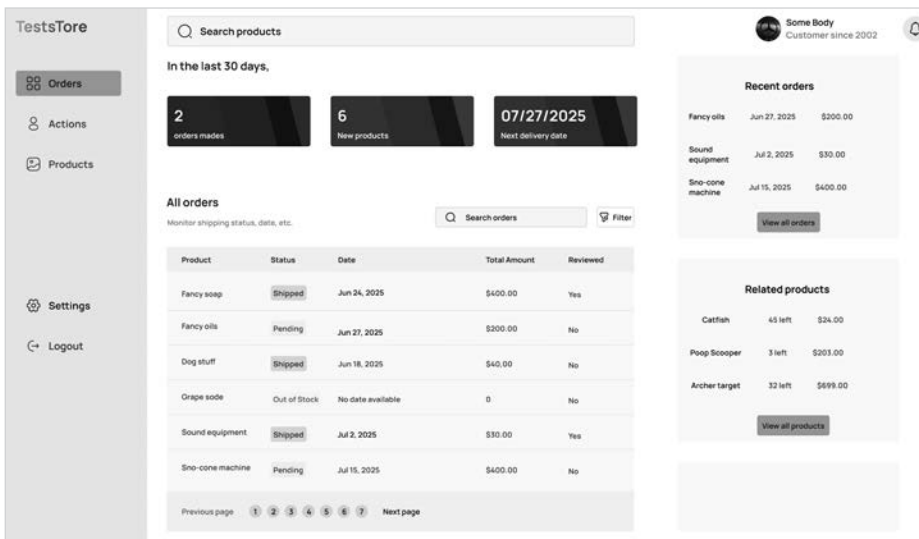 TestsTore
Search products
Some Body
Customer since 2002
Orders
Actions
Products
Settings
Logout
In the last 30 days,
2
orders mades
6
New products
07/27/2025
Next delivery date
All orders
Monitor shipping status, date, etc.
Search orders
Filter
Product Status Date Total Amount Reviewed
Fancy soap Shipped Jun 24, 2025 $400.00 Yes
Fancy oils Pending Jun 27, 2025 $200.00 No
Dog stuff Shipped Jun 18, 2025 $40.00 No
Grape sode Out of Stock No date available 0 No
Sound equipment Shipped Jul 2, 2025 $30.00 Yes
Sno-cone machine Pending Jul 15, 2025 $400.00 No
Previous page 1 2 3 4 5 6 7 Next page
Recent orders
Fancy oils Jun 27, 2025 $200.00
Sound
equipment Jul 2, 2025 $30.00
Sno-cone
machine Jul 15, 2025 $400.00
View all orders
Related products
Catfish 45 left $24.00
Poop Scooper 3 left $203.00
Archer target 32 left $699.00
View all products